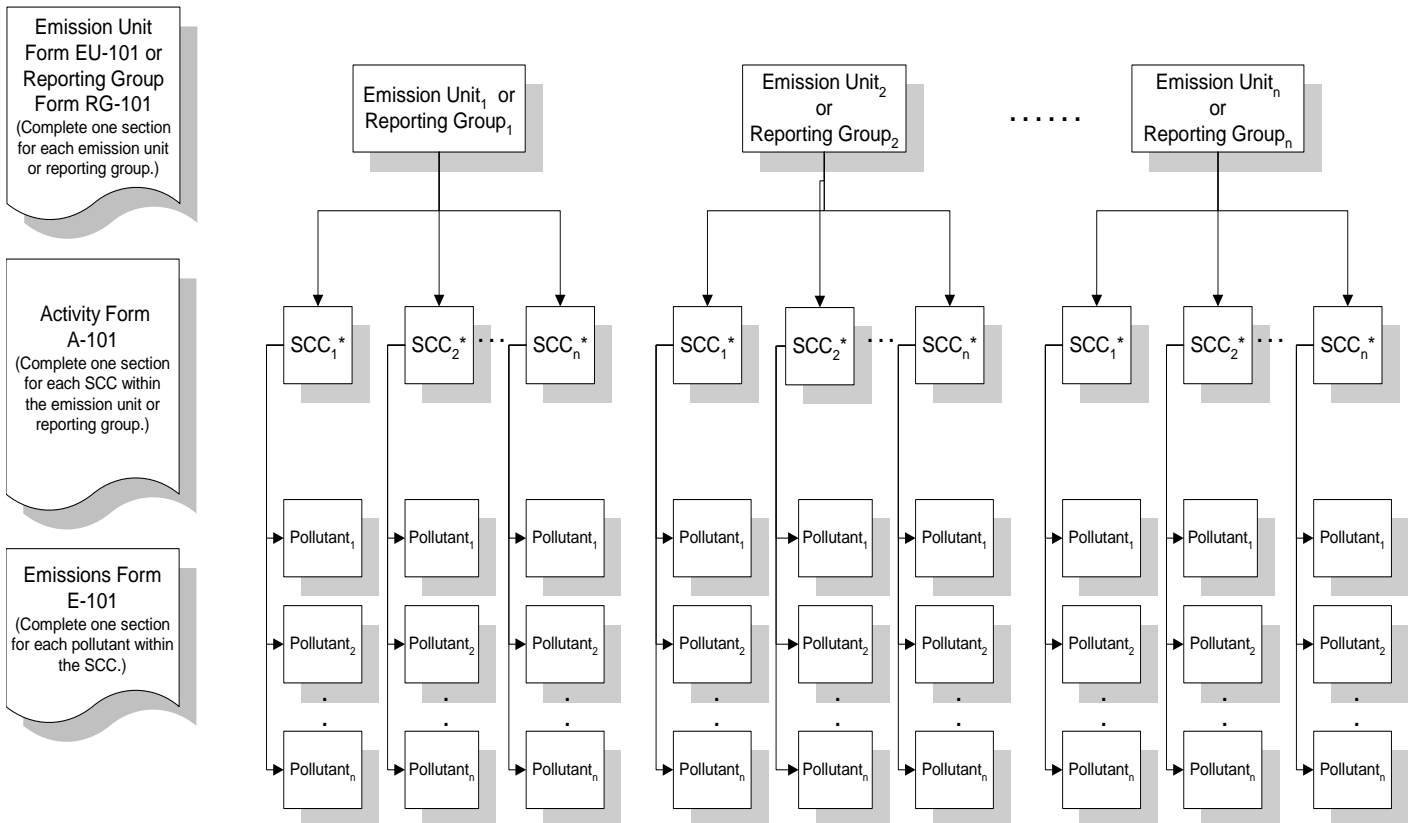 Emission Unit
Form EU-101 or
Reporting Group
Form RG-101
(Complete one section
for each emission unit
or reporting group.)
Emission Unit₁ or
Reporting Group₁
Emission Unit₂
or
Reporting Group₂
. . . . . .
Emission Unitₙ
or
Reporting Groupₙ
Activity Form
A-101
(Complete one section
for each SCC within
the emission unit or
reporting group.)
SCC₁*
SCC₂*
. . .
SCCₙ*
SCC₁*
SCC₂*
. . .
SCCₙ*
SCC₁*
SCC₂*
. . .
SCCₙ*
Emissions Form
E-101
(Complete one section
for each pollutant within
the SCC.)
Pollutant₁
Pollutant₁
Pollutant₁
Pollutant₁
Pollutant₁
Pollutant₁
Pollutant₁
Pollutant₁
Pollutant₁
Pollutant₂
Pollutant₂
Pollutant₂
Pollutant₂
Pollutant₂
Pollutant₂
Pollutant₂
Pollutant₂
Pollutant₂
Pollutantₙ
Pollutantₙ
Pollutantₙ
Pollutantₙ
Pollutantₙ
Pollutantₙ
Pollutantₙ
Pollutantₙ
Pollutantₙ